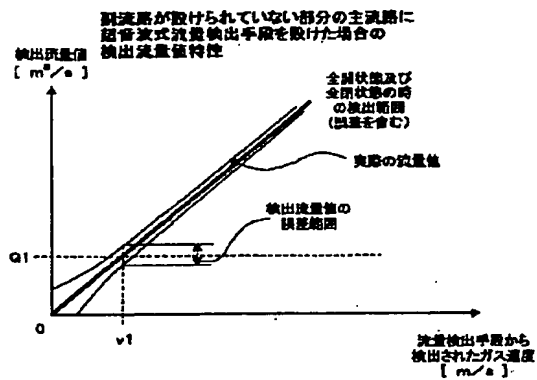 副流路が設けられていない部分の主流路に
超音波式流量検出手段を設けた場合の
検出流量値特性
検出流量値
[ m³/s ]
全開状態及び
全閉状態の時
の検出範囲
(誤差を含む)
実際の流量値
検出流量値の
誤差範囲
Q1
0
v1
流量検出手段から
検出されたガス速度
[ m/s ]